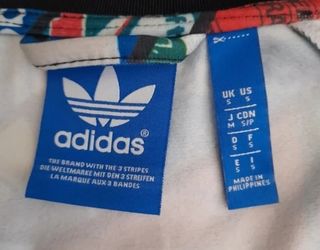 adidas®
THE BRAND WITH THE 3 STRIPES
DIE WELTMARKE MIT DEN 3 STREIFEN
LA MARQUE AUX 3 BANDES
UK US
S S
J CDN
M S/P
D F
S S
E I
S S
MADE IN
PHILIPPINES